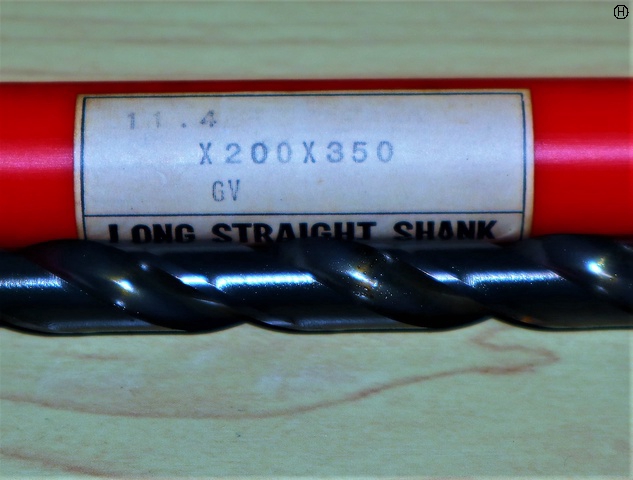 Ⓗ
11.4
X200X350
GV
LONG STRAIGHT SHANK